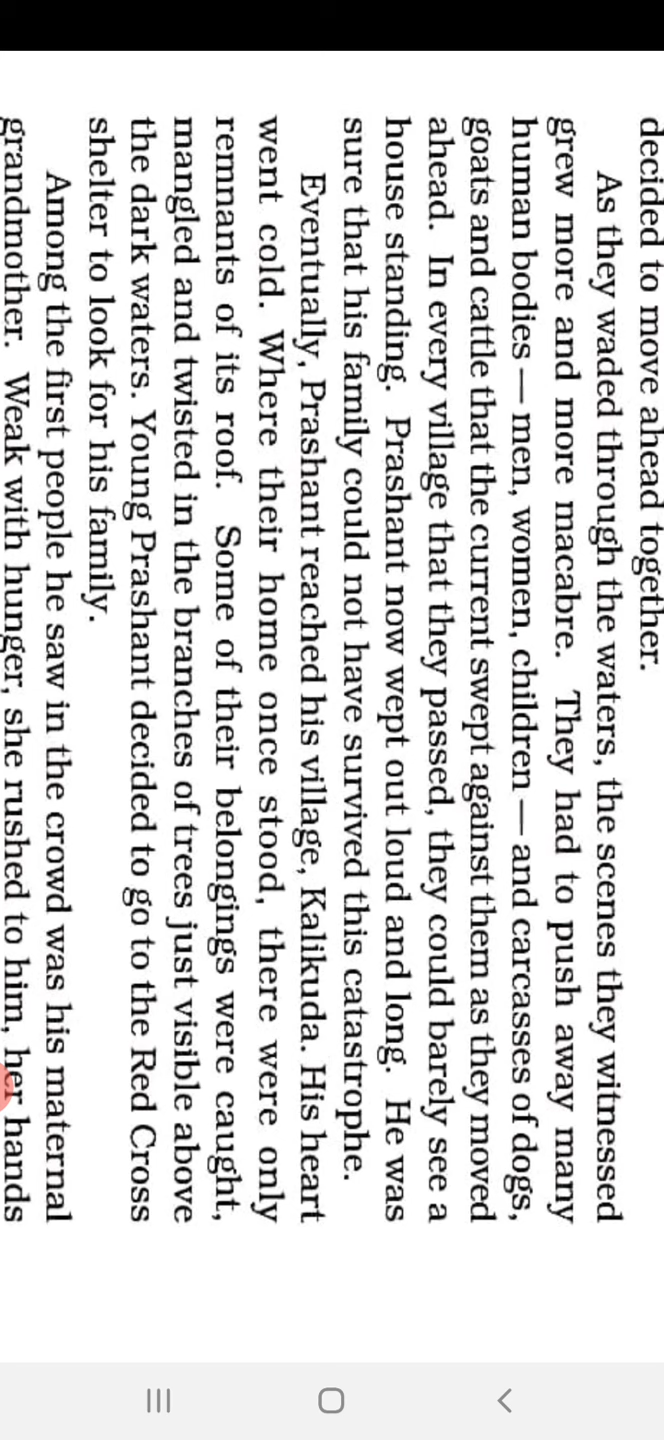 decided to move ahead together.
As they waded through the waters, the scenes they witnessed
grew more and more macabre. They had to push away many
human bodies — men, women, children — and carcasses of dogs,
goats and cattle that the current swept against them as they moved
ahead. In every village that they passed, they could barely see a
house standing. Prashant now wept out loud and long. He was
sure that his family could not have survived this catastrophe.
Eventually, Prashant reached his village, Kalikuda. His heart
went cold. Where their home once stood, there were only
remnants of its roof. Some of their belongings were caught,
mangled and twisted in the branches of trees just visible above
the dark waters. Young Prashant decided to go to the Red Cross
shelter to look for his family.
Among the first people he saw in the crowd was his maternal
grandmother. Weak with hunger, she rushed to him, her hands